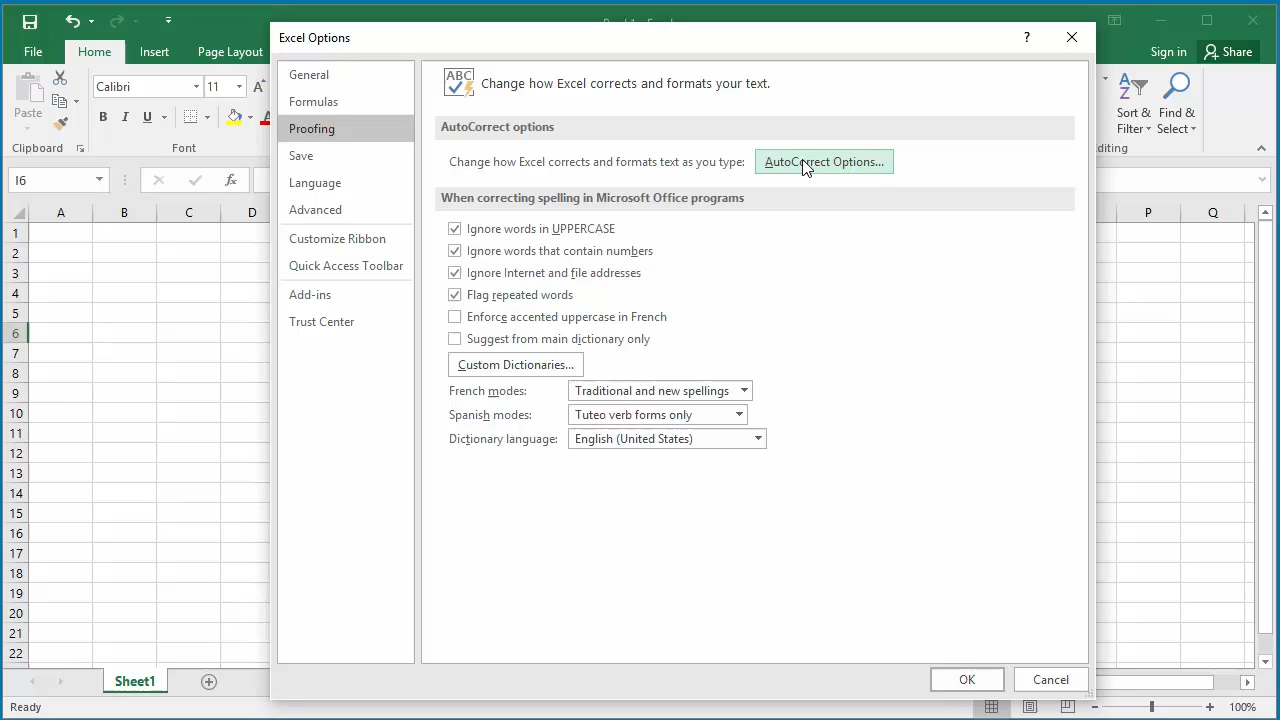 Excel Options
?
File
Home
Insert
Page Layout
Sign in
Share
Paste
Calibri
11
A
B I U
A
Clipboard
Font
Sort & Filter
Find & Select
I6
fx
A B C D P Q
1
2
3
4
5
6
7
8
9
10
11
12
13
14
15
16
17
18
19
20
21
22
General
Formulas
Proofing
Save
Language
Advanced
Customize Ribbon
Quick Access Toolbar
Add-ins
Trust Center
ABC
Change how Excel corrects and formats your text.
AutoCorrect options
Change how Excel corrects and formats text as you type: AutoCorrect Options...
When correcting spelling in Microsoft Office programs
Ignore words in UPPERCASE
Ignore words that contain numbers
Ignore Internet and file addresses
Flag repeated words
Enforce accented uppercase in French
Suggest from main dictionary only
Custom Dictionaries...
French modes: Traditional and new spellings
Spanish modes: Tuteo verb forms only
Dictionary language: English (United States)
OK
Cancel
Sheet1
Ready
100%